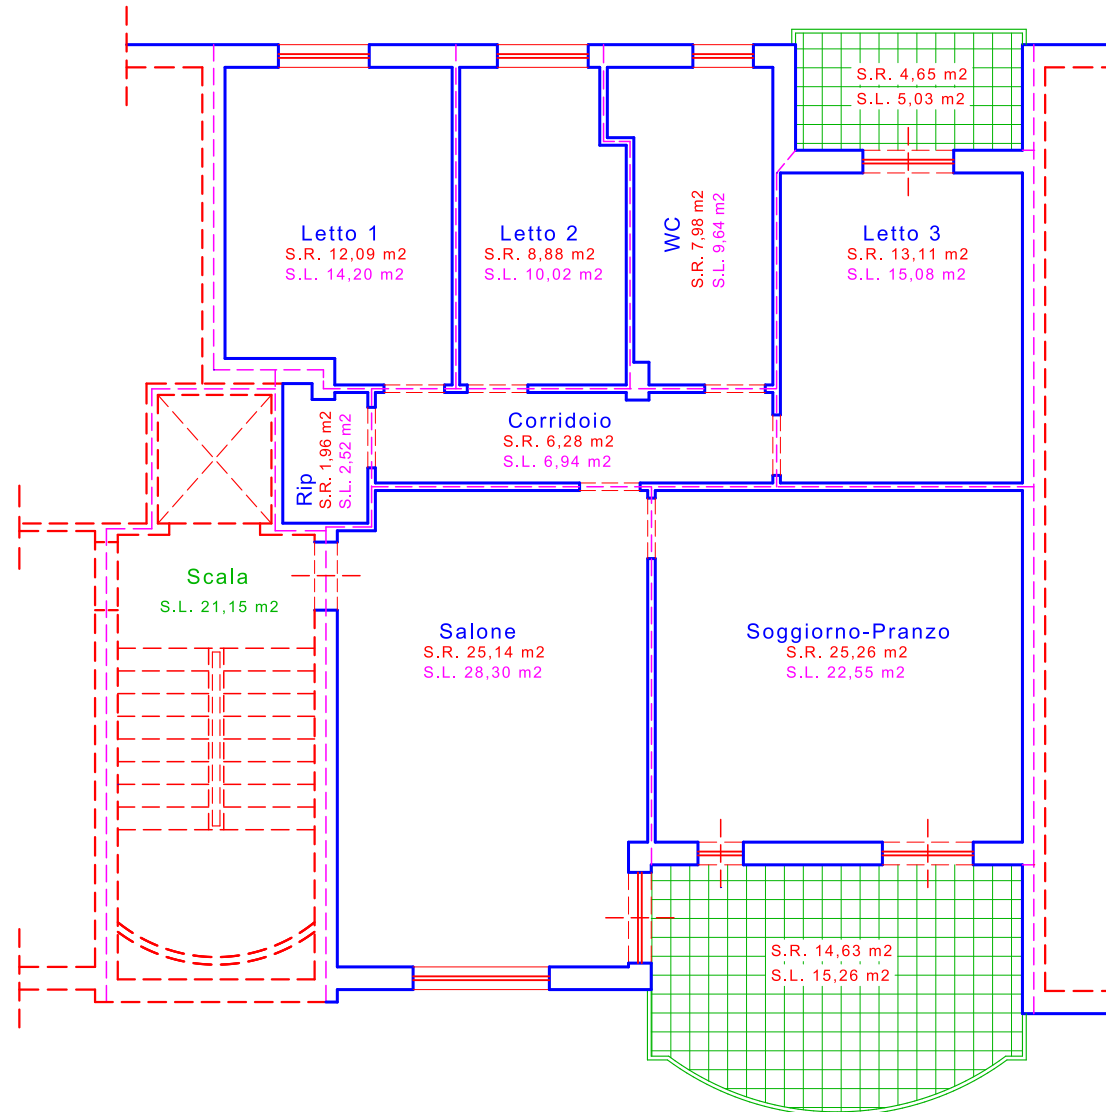 S.R. 4,65 m2
S.L. 5,03 m2
Letto 1
S.R. 12,09 m2
S.L. 14,20 m2
Letto 2
S.R. 8,88 m2
S.L. 10,02 m2
WC
S.R. 7,98 m2
S.L. 9,64 m2
Letto 3
S.R. 13,11 m2
S.L. 15,08 m2
Rip
S.R. 1,96 m2
S.L. 2,52 m2
Corridoio
S.R. 6,28 m2
S.L. 6,94 m2
Scala
S.L. 21,15 m2
Salone
S.R. 25,14 m2
S.L. 28,30 m2
Soggiorno-Pranzo
S.R. 25,26 m2
S.L. 22,55 m2
S.R. 14,63 m2
S.L. 15,26 m2